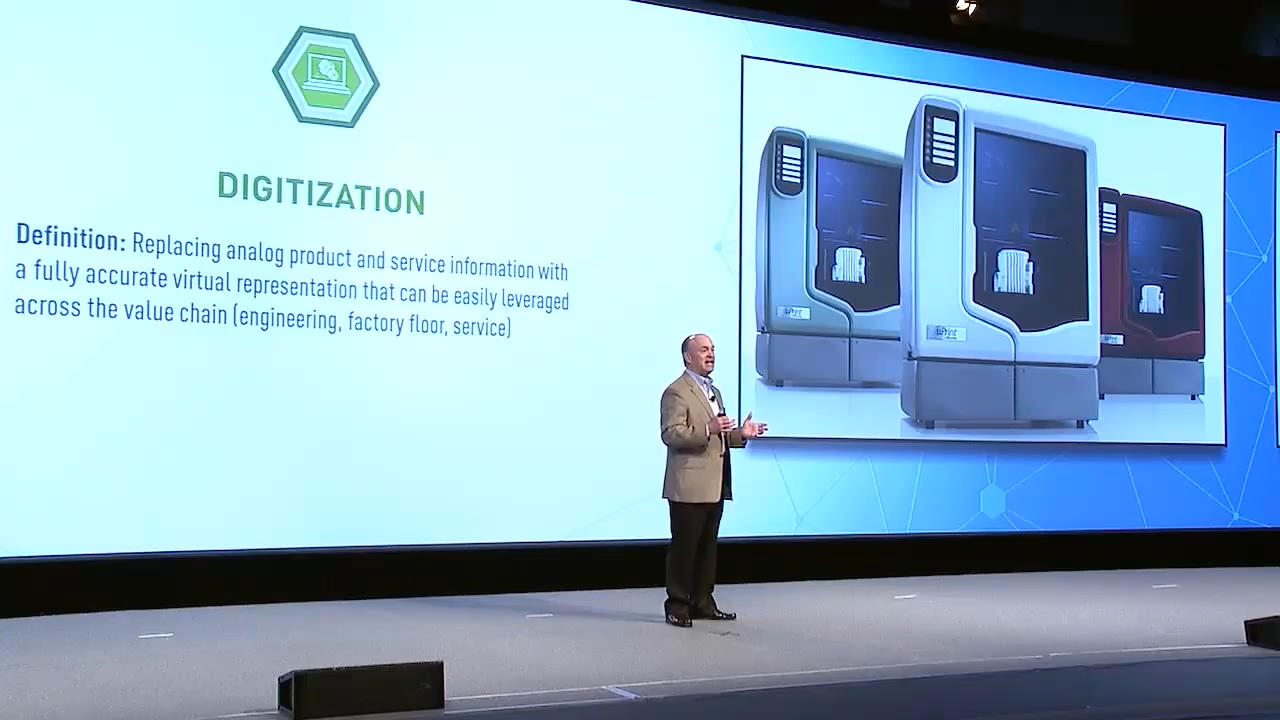 DIGITIZATION
Definition: Replacing analog product and service information with
a fully accurate virtual representation that can be easily leveraged
across the value chain (engineering, factory floor, service)
uPrint